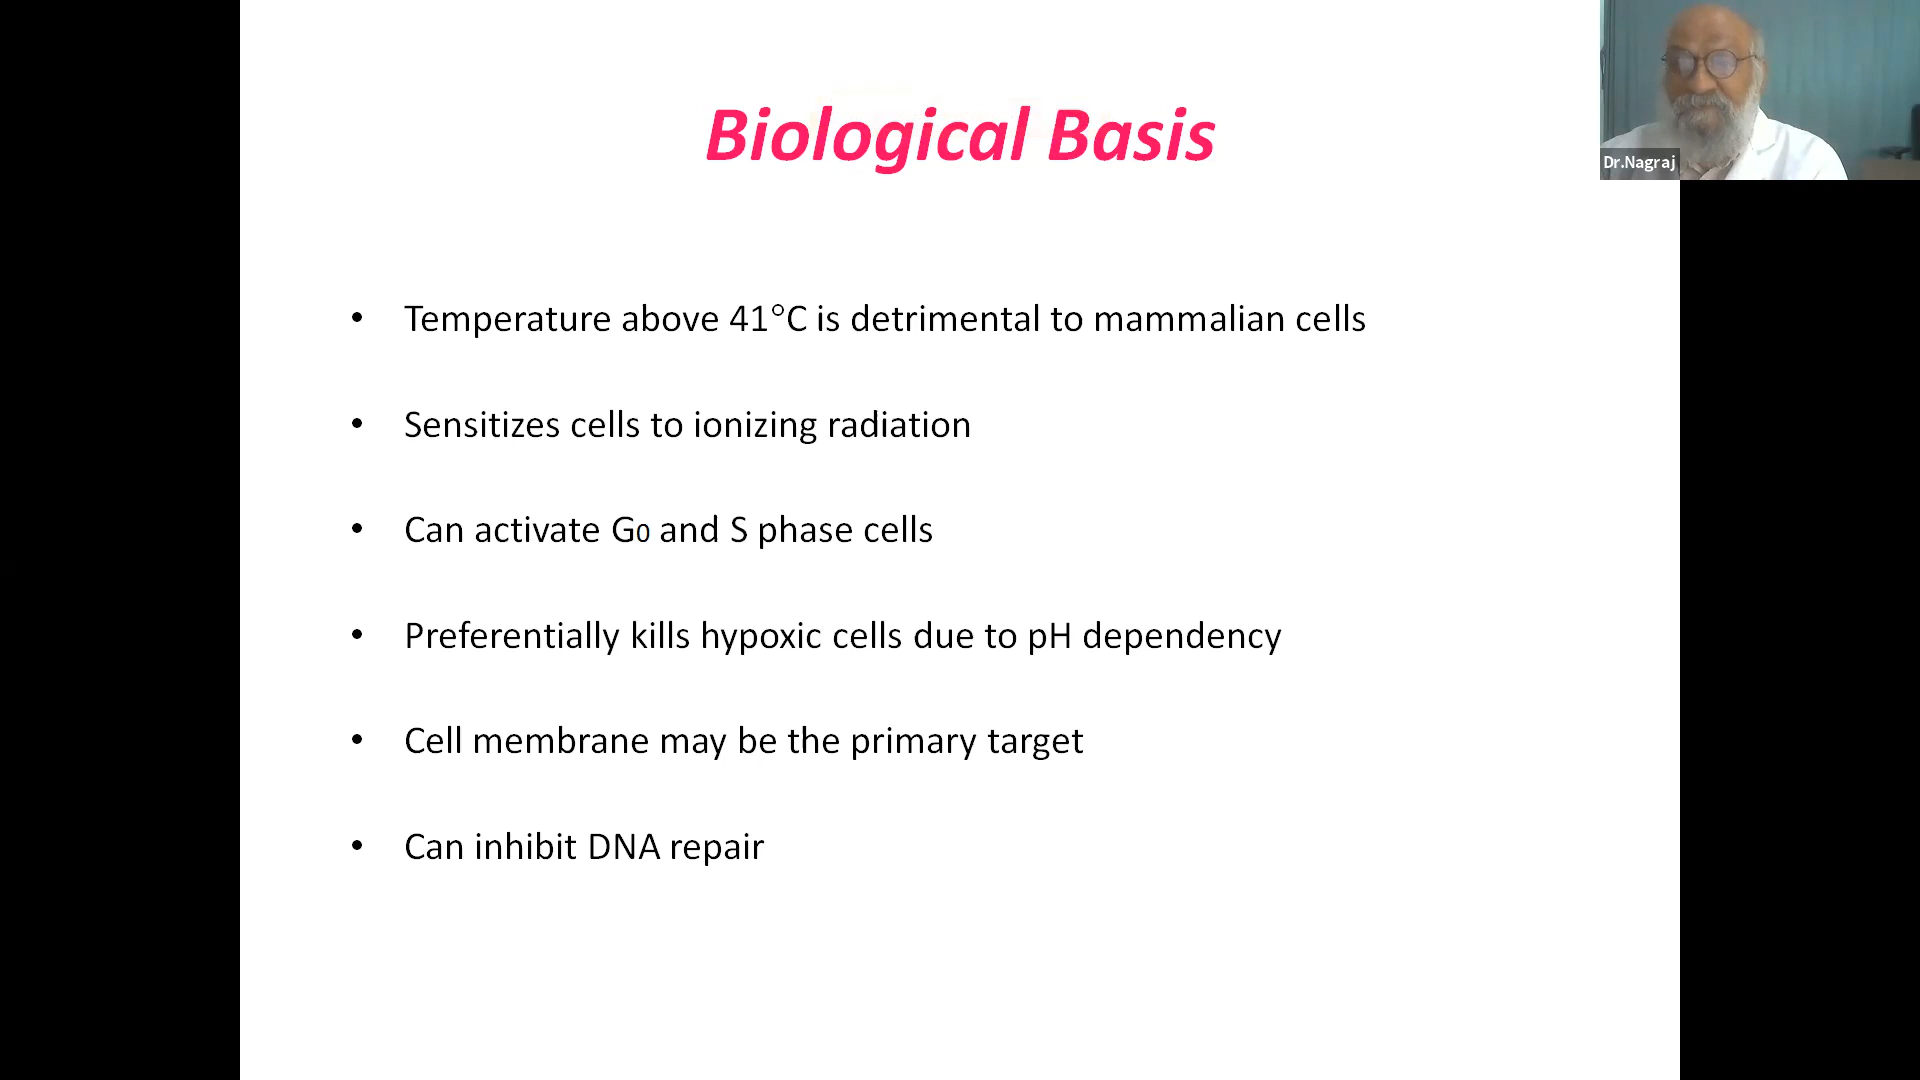 Biological Basis
Dr.Nagraj
• Temperature above 41°C is detrimental to mammalian cells
• Sensitizes cells to ionizing radiation
• Can activate G0 and S phase cells
• Preferentially kills hypoxic cells due to pH dependency
• Cell membrane may be the primary target
• Can inhibit DNA repair